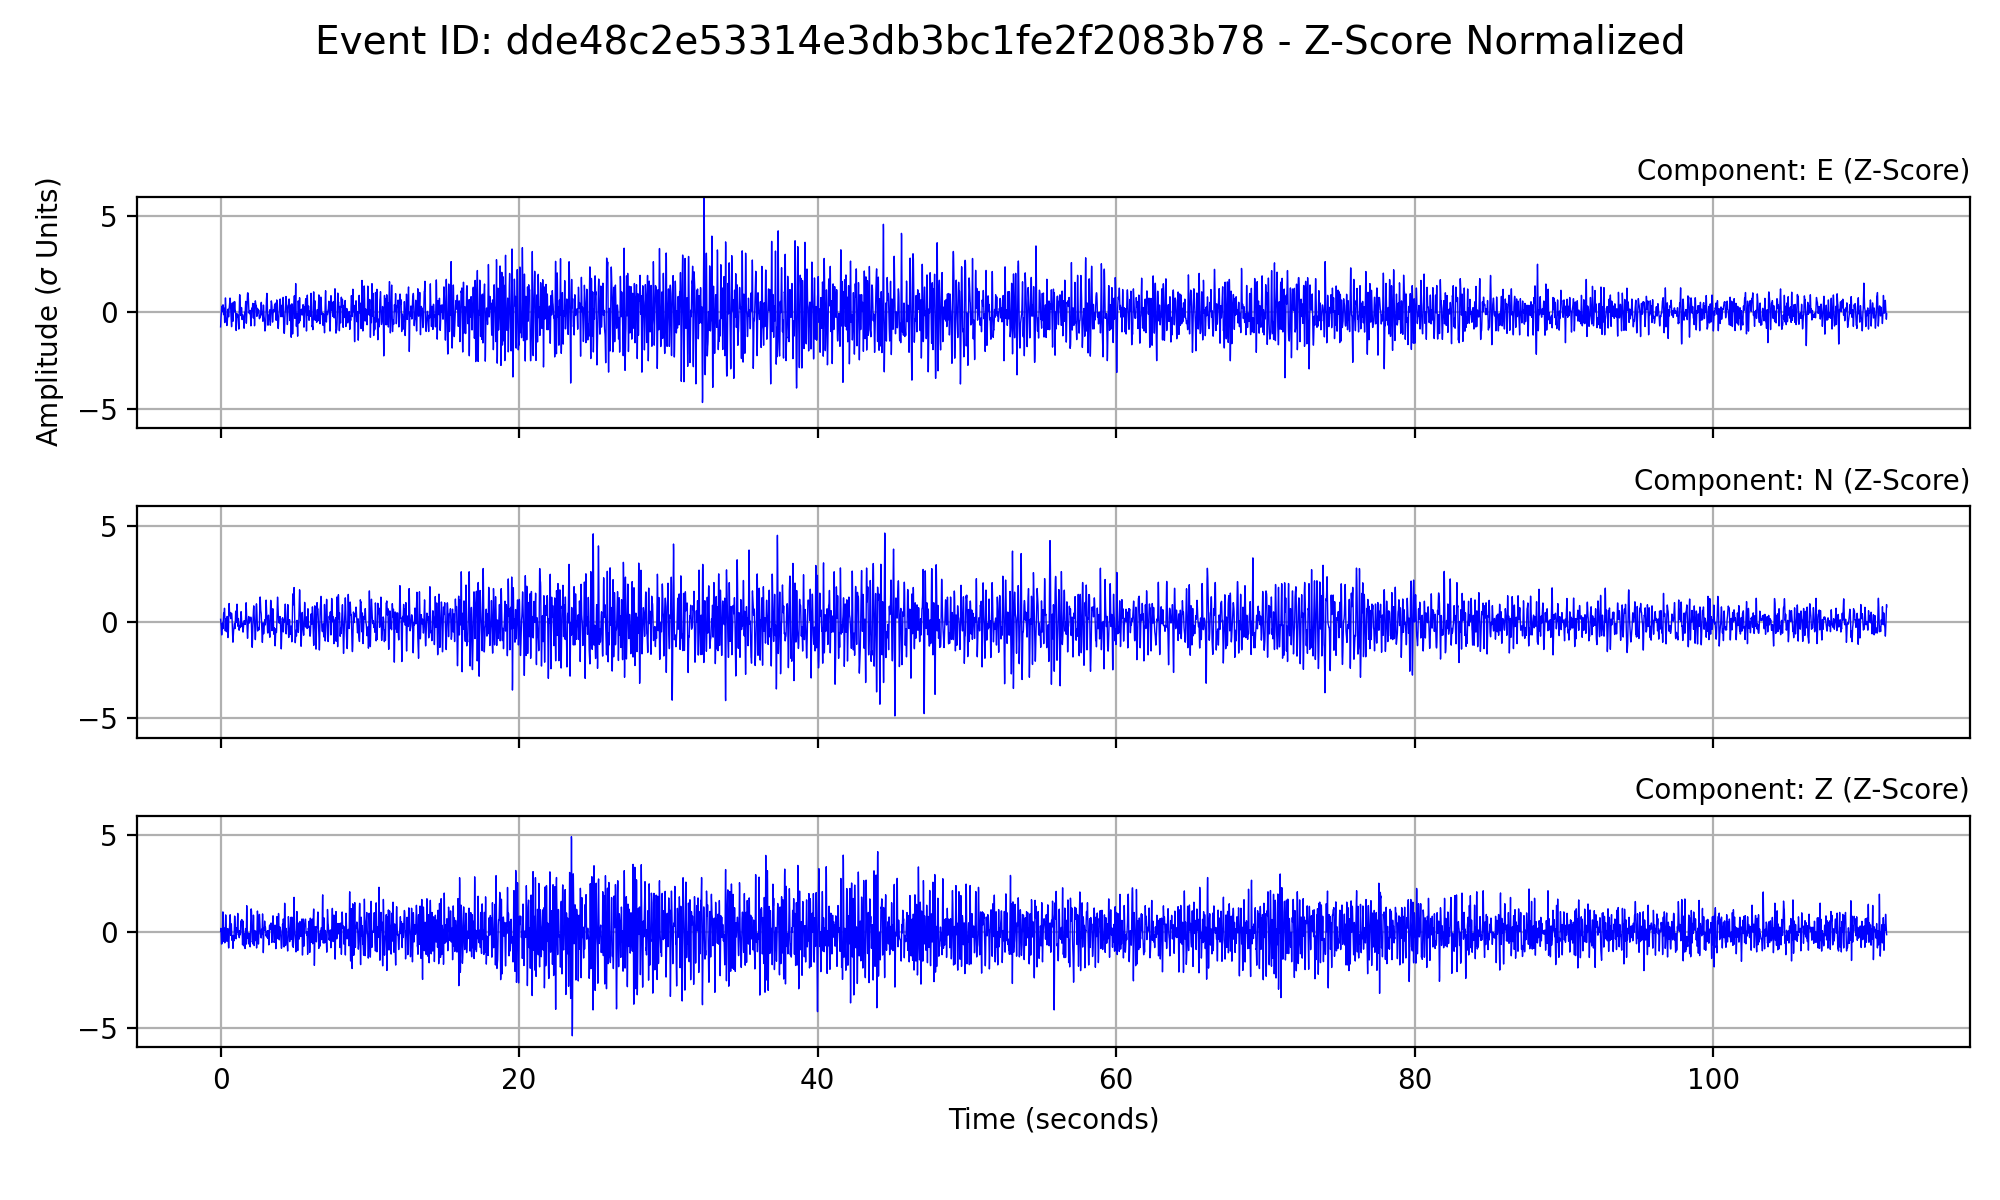 Event ID: dde48c2e53314e3db3bc1fe2f2083b78 - Z-Score Normalized
Component: E (Z-Score)
Amplitude (σ Units)
5
0
−5
Component: N (Z-Score)
5
0
−5
Component: Z (Z-Score)
5
0
−5
0 20 40 60 80 100
Time (seconds)